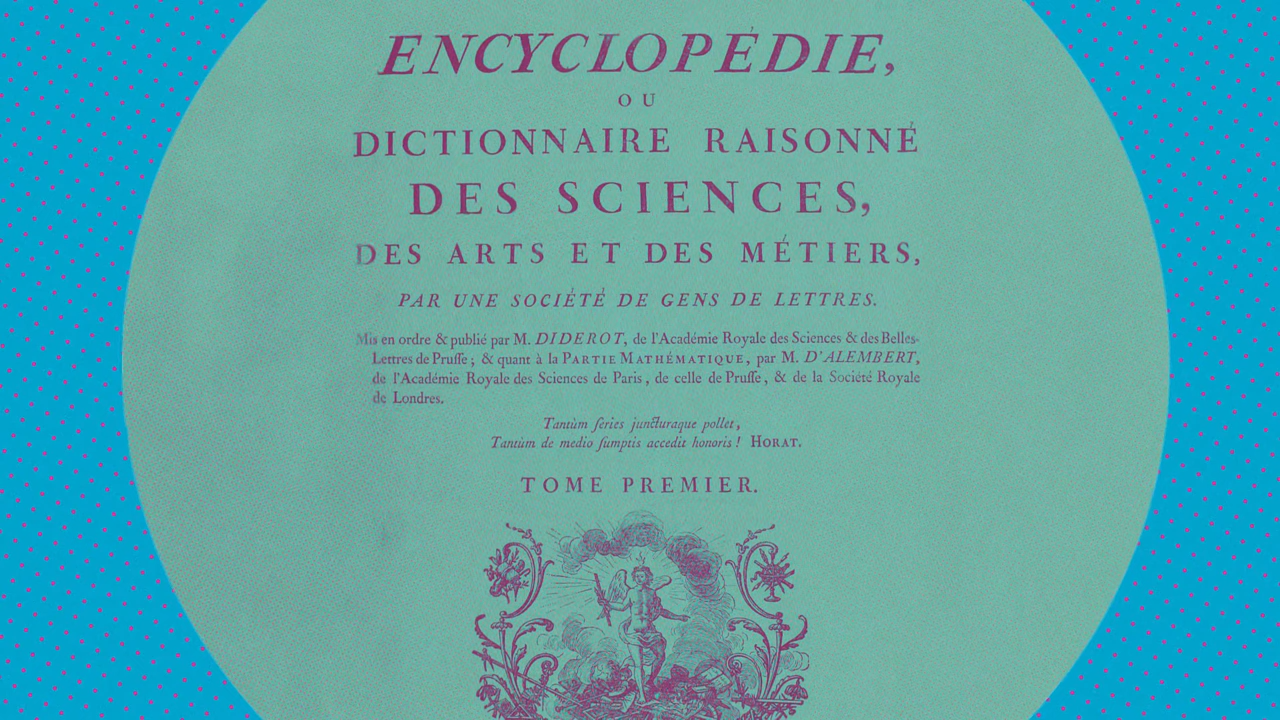 ENCYCLOPÉDIE,
OU
DICTIONNAIRE RAISONNÉ
DES SCIENCES,
DES ARTS ET DES MÉTIERS,
PAR UNE SOCIÉTÉ DE GENS DE LETTRES.
Mis en ordre & publié par M. DIDEROT, de l'Académie Royale des Sciences & des Belles-
Lettres de Pruſſe ; & quant à la PARTIE MATHÉMATIQUE, par M. D'ALEMBERT,
de l'Académie Royale des Sciences de Paris, de celle de Pruſſe, & de la Société Royale
de Londres.
Tantùm ſeries juncturaque pollet,
Tantùm de medio ſumptis accedit honoris ! HORAT.
TOME PREMIER.